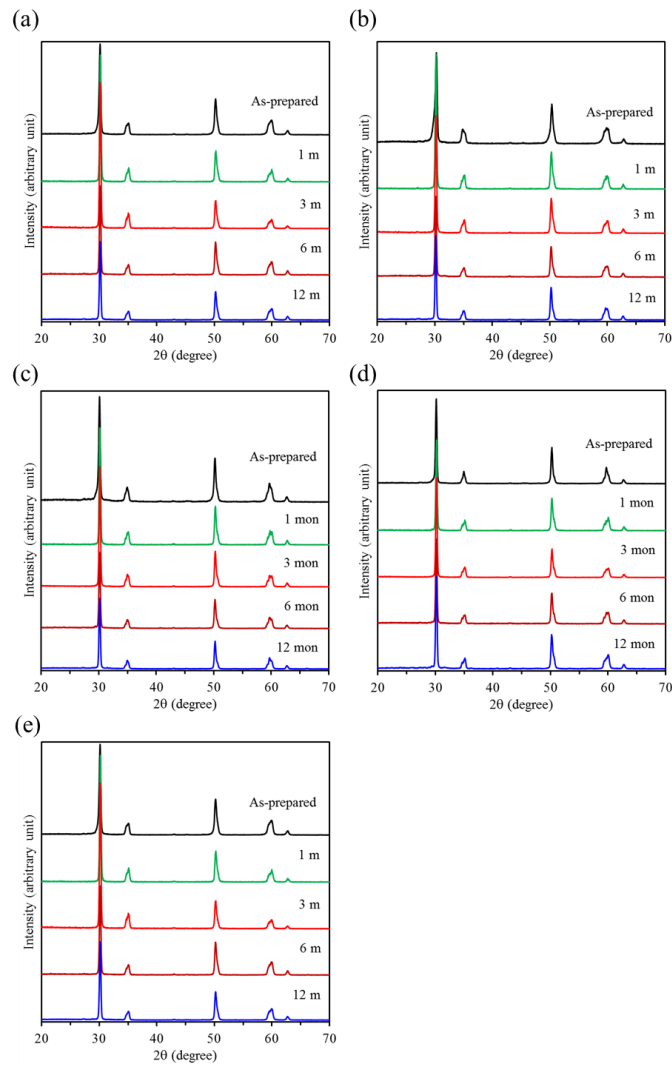 (a)
Intensity (arbitrary unit)
As-prepared
1 m
3 m
6 m
12 m
20 30 40 50 60 70
2θ (degree)
(b)
Intensity (arbitrary unit)
As-prepared
1 m
3 m
6 m
12 m
20 30 40 50 60 70
2θ (degree)
(c)
Intensity (arbitrary unit)
As-prepared
1 mon
3 mon
6 mon
12 mon
20 30 40 50 60 70
2θ (degree)
(d)
Intensity (arbitrary unit)
As-prepared
1 mon
3 mon
6 mon
12 mon
20 30 40 50 60 70
2θ (degree)
(e)
Intensity (arbitrary unit)
As-prepared
1 m
3 m
6 m
12 m
20 30 40 50 60 70
2θ (degree)